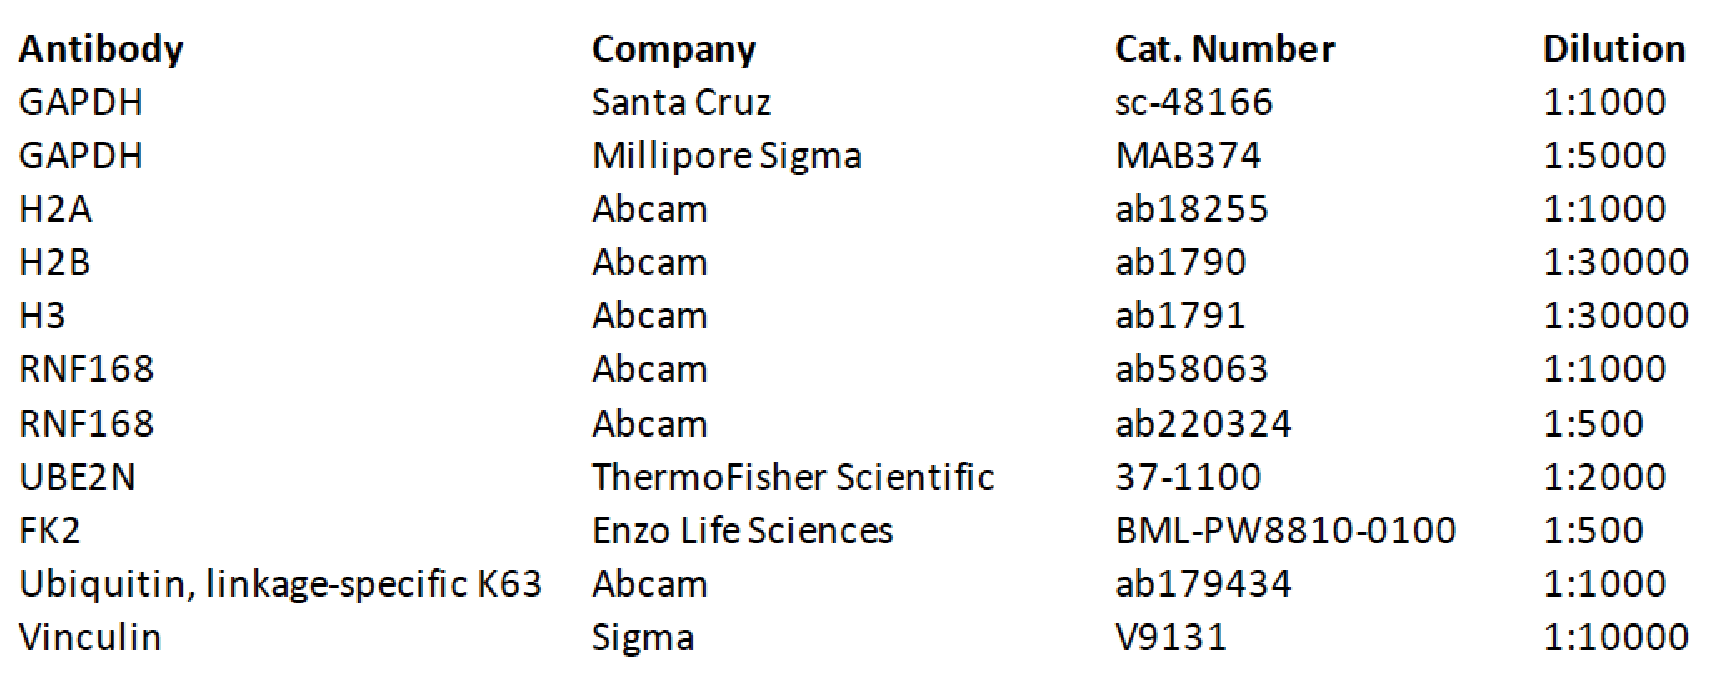 Antibody Company Cat. Number Dilution
GAPDH Santa Cruz sc-48166 1:1000
GAPDH Millipore Sigma MAB374 1:5000
H2A Abcam ab18255 1:1000
H2B Abcam ab1790 1:30000
H3 Abcam ab1791 1:30000
RNF168 Abcam ab58063 1:1000
RNF168 Abcam ab220324 1:500
UBE2N ThermoFisher Scientific 37-1100 1:2000
FK2 Enzo Life Sciences BML-PW8810-0100 1:500
Ubiquitin, linkage-specific K63 Abcam ab179434 1:1000
Vinculin Sigma V9131 1:10000